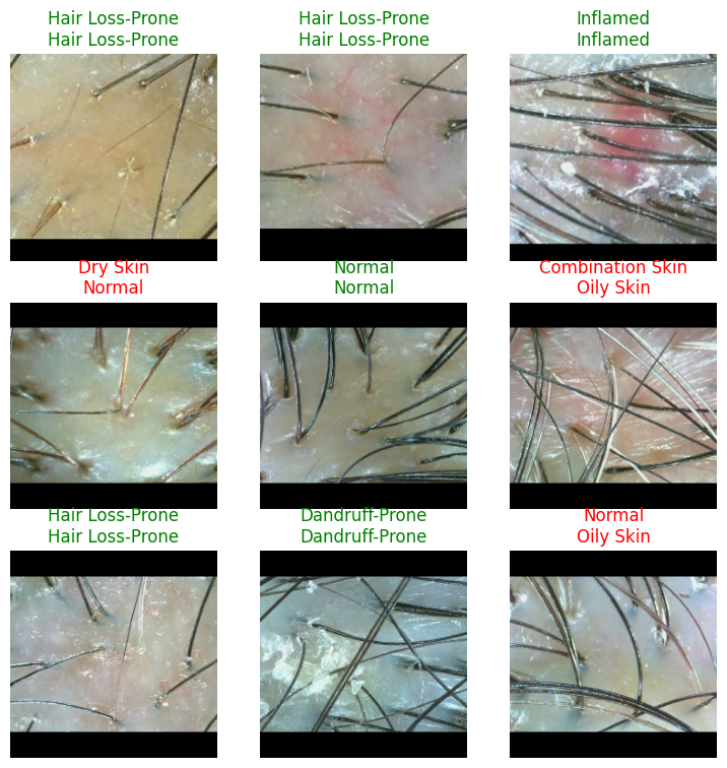 Hair Loss-Prone
Hair Loss-Prone
Hair Loss-Prone
Hair Loss-Prone
Inflamed
Inflamed
Dry Skin
Normal
Normal
Normal
Combination Skin
Oily Skin
Hair Loss-Prone
Hair Loss-Prone
Dandruff-Prone
Dandruff-Prone
Normal
Oily Skin